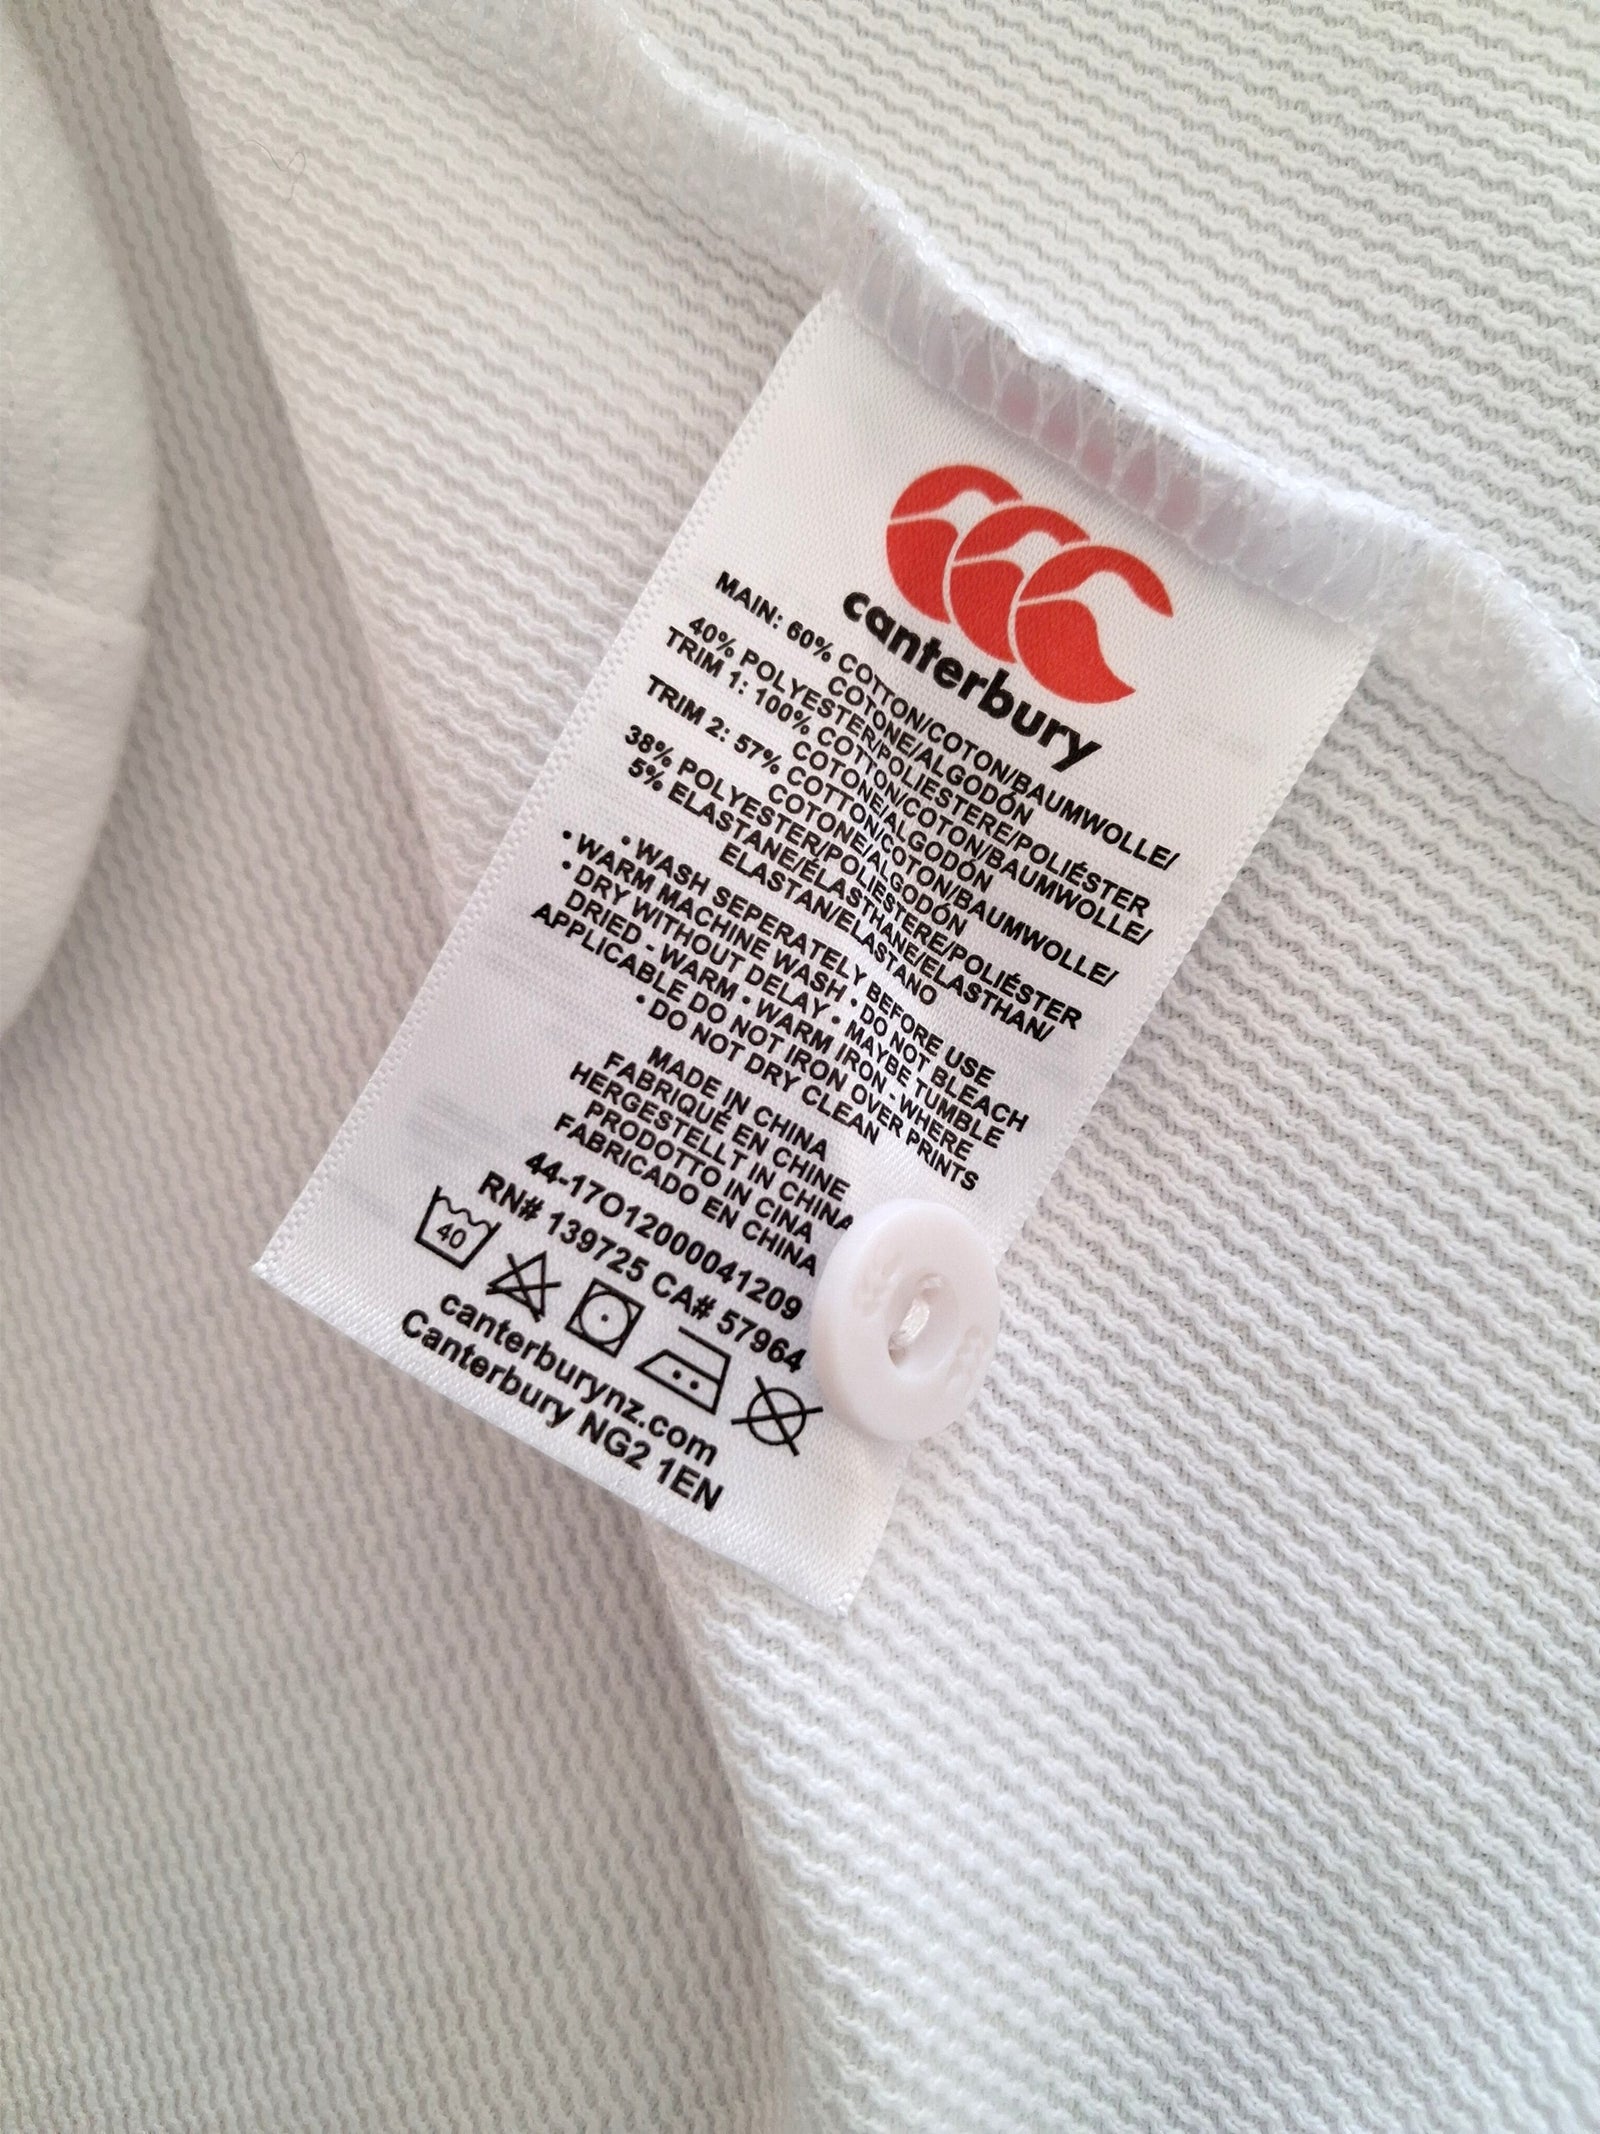 canterbury
MAIN: 60% COTTON/COTON/BAUMWOLLE/
COTONE/ALGODÓN
40% POLYESTER/POLIESTERE/POLIÉSTER
TRIM 1: 100% COTTON/COTON/BAUMWOLLE/
COTONE/ALGODÓN
TRIM 2: 57% COTTON/COTON/BAUMWOLLE/
COTONE/ALGODÓN
38% POLYESTER/POLIESTERE/POLIÉSTER
5% ELASTANE/ÉLASTHANE/ELASTHAN/
ELASTAN/ELASTANO
• WASH SEPERATELY BEFORE USE
• WARM MACHINE WASH • DO NOT BLEACH
• DRY WITHOUT DELAY • MAYBE TUMBLE
DRIED - WARM • WARM IRON - WHERE
APPLICABLE DO NOT IRON OVER PRINTS
• DO NOT DRY CLEAN
MADE IN CHINA
FABRIQUÉ EN CHINE
HERGESTELLT IN CHINA
PRODOTTO IN CINA
FABRICADO EN CHINA
44-17O12000041209
RN# 139725 CA# 57964
40
canterburynz.com
Canterbury NG2 1EN